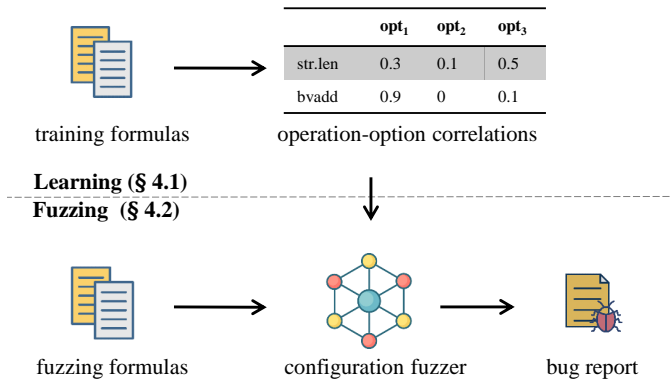 opt1 opt2 opt3
str.len 0.3 0.1 0.5
bvadd 0.9 0 0.1
training formulas operation-option correlations
Learning (§ 4.1)
Fuzzing (§ 4.2)
fuzzing formulas configuration fuzzer bug report